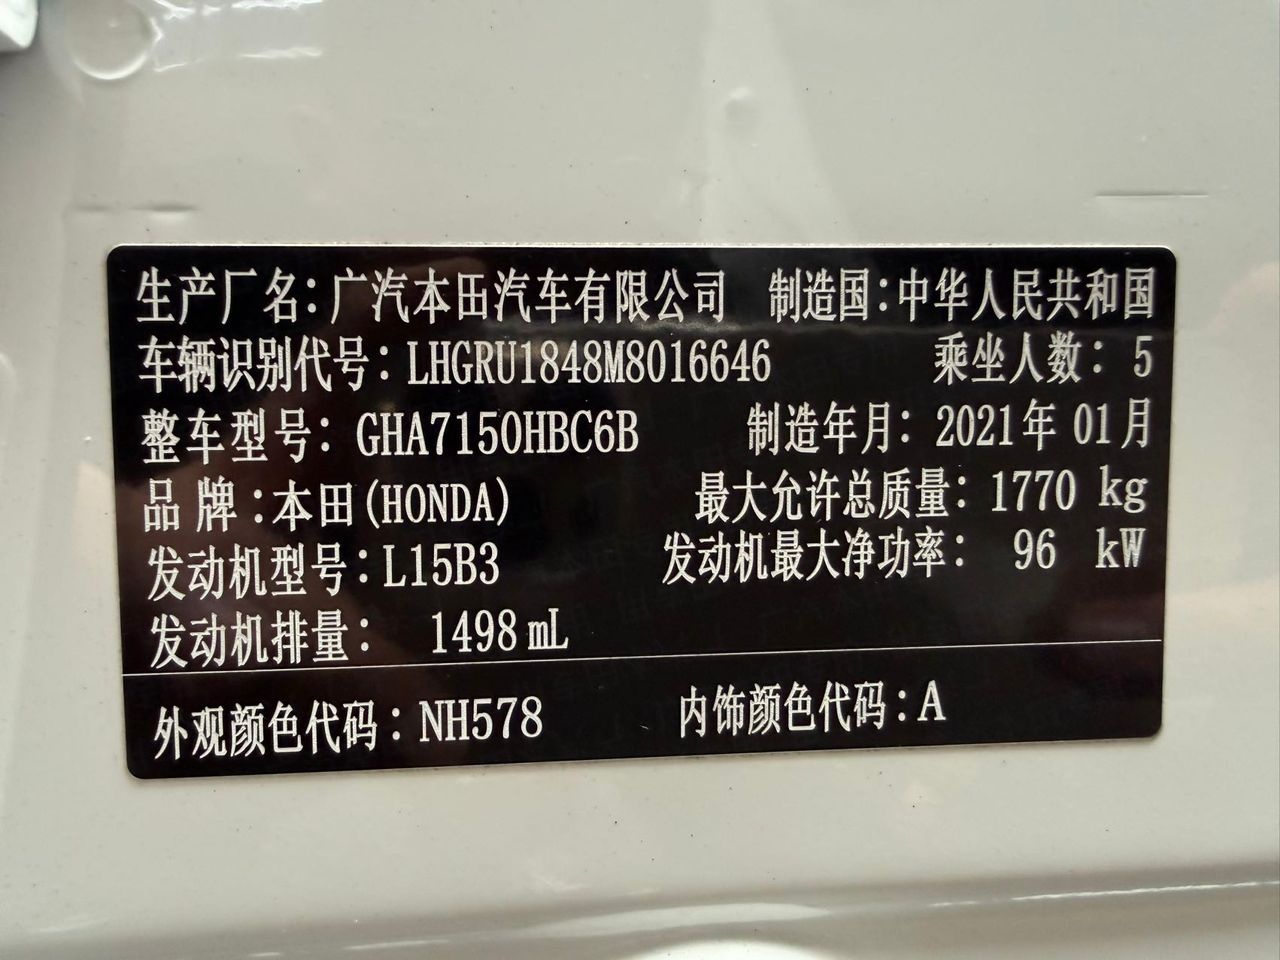 生产厂名：广汽本田汽车有限公司 制造国：中华人民共和国
车辆识别代号：LHGRU1848M8016646 乘坐人数：5
整车型号：GHA7150HBC6B 制造年月：2021年 01月
品 牌：本田(HONDA) 最大允许总质量：1770 kg
发动机型号：L15B3 发动机最大净功率：96 kW
发动机排量：1498 mL
外观颜色代码：NH578 内饰颜色代码：A